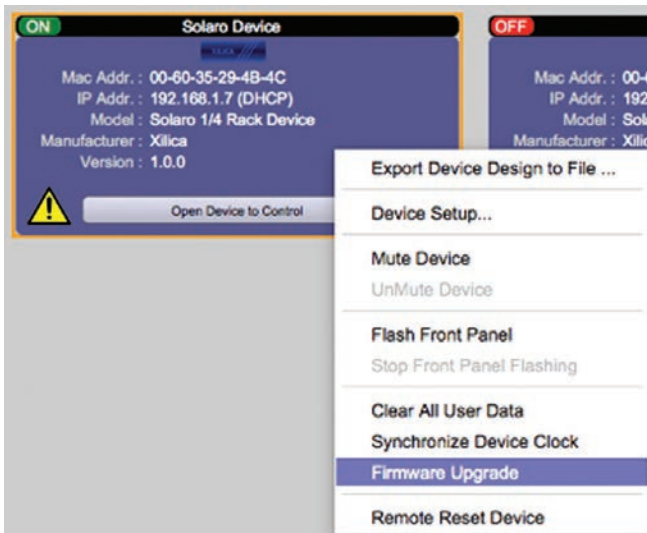 ON Solaro Device
XILICA
Mac Addr. : 00-60-35-29-4B-4C
IP Addr. : 192.168.1.7 (DHCP)
Model : Solaro 1/4 Rack Device
Manufacturer : Xilica
Version : 1.0.0
Open Device to Control
OFF
Mac Addr. : 00-
IP Addr. : 192
Model : Sol
Manufacturer : Xilic
Export Device Design to File ...
Device Setup...
Mute Device
UnMute Device
Flash Front Panel
Stop Front Panel Flashing
Clear All User Data
Synchronize Device Clock
Firmware Upgrade
Remote Reset Device